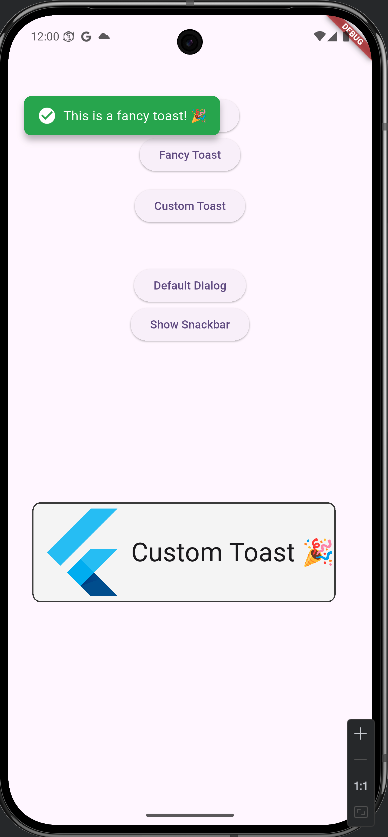 12:00
DEBUG
This is a fancy toast! 🎉
Fancy Toast
Custom Toast
Default Dialog
Show Snackbar
Custom Toast 🎉
1:1